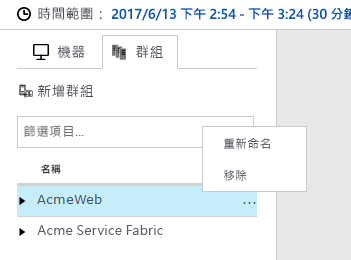 時間範圍： 2017/6/13 下午 2:54 - 下午 3:24 (30 分
機器 群組
新增群組
篩選項目...
重新命名
名稱
移除
AcmeWeb ...
Acme Service Fabric